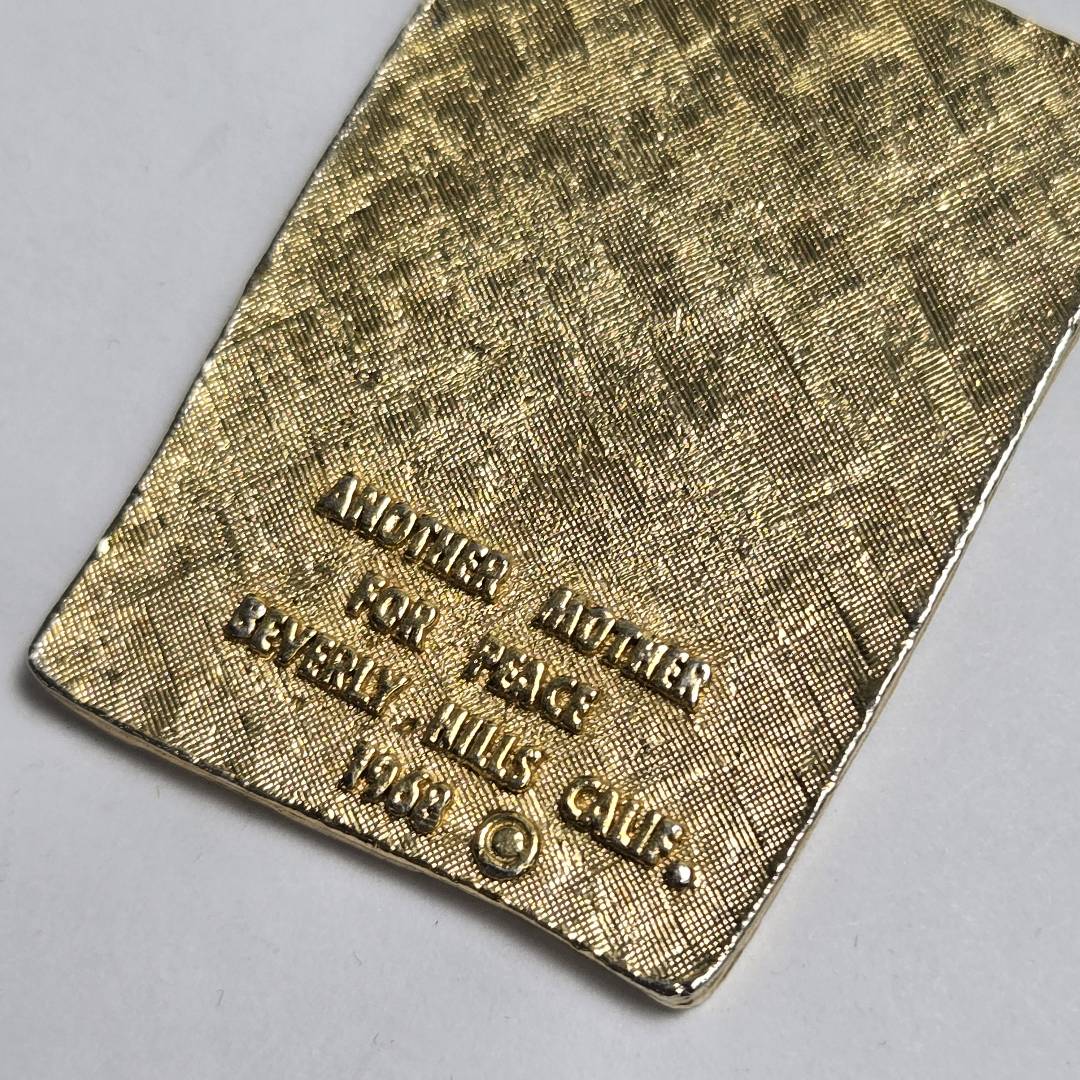 ANOTHER MOTHER
FOR PEACE
BEVERLY HILLS CALIF.
1968 ©